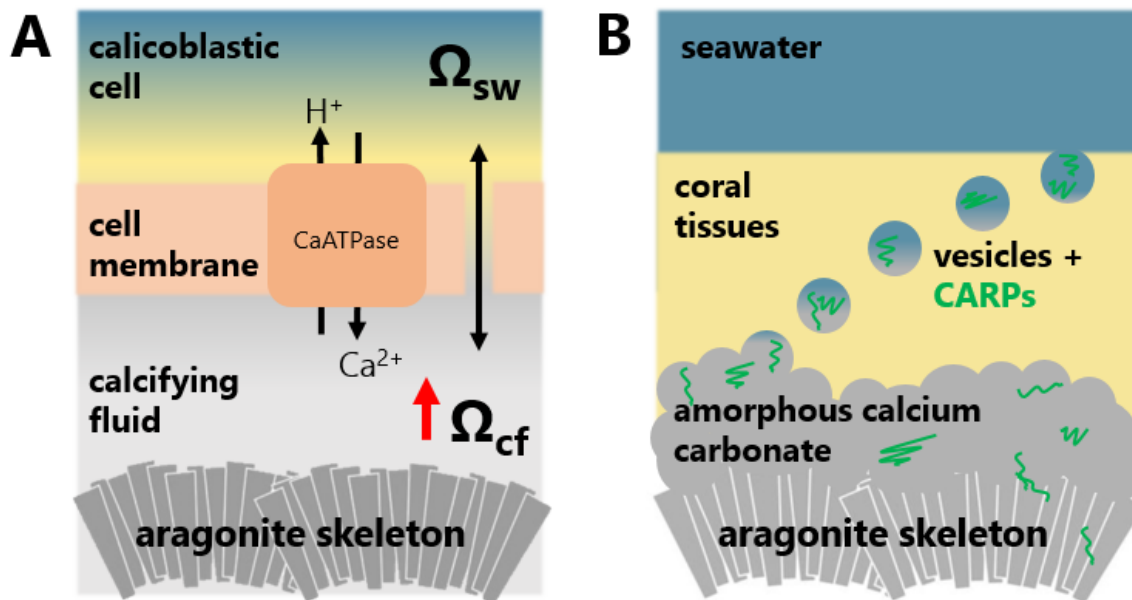 A
calicoblastic
cell
Ωsw
H⁺
cell
membrane
CaATPase
Ca²⁺
calcifying
fluid
Ωcf
aragonite skeleton
B
seawater
coral
tissues
vesicles +
CARPs
amorphous calcium
carbonate
aragonite skeleton